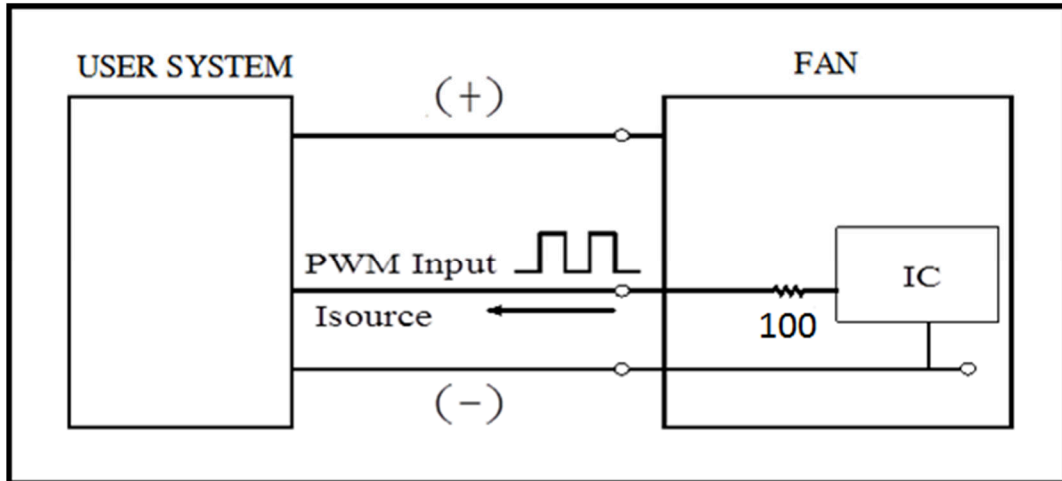 USER SYSTEM
FAN
(+)
PWM Input
IC
Isource
100
(-)